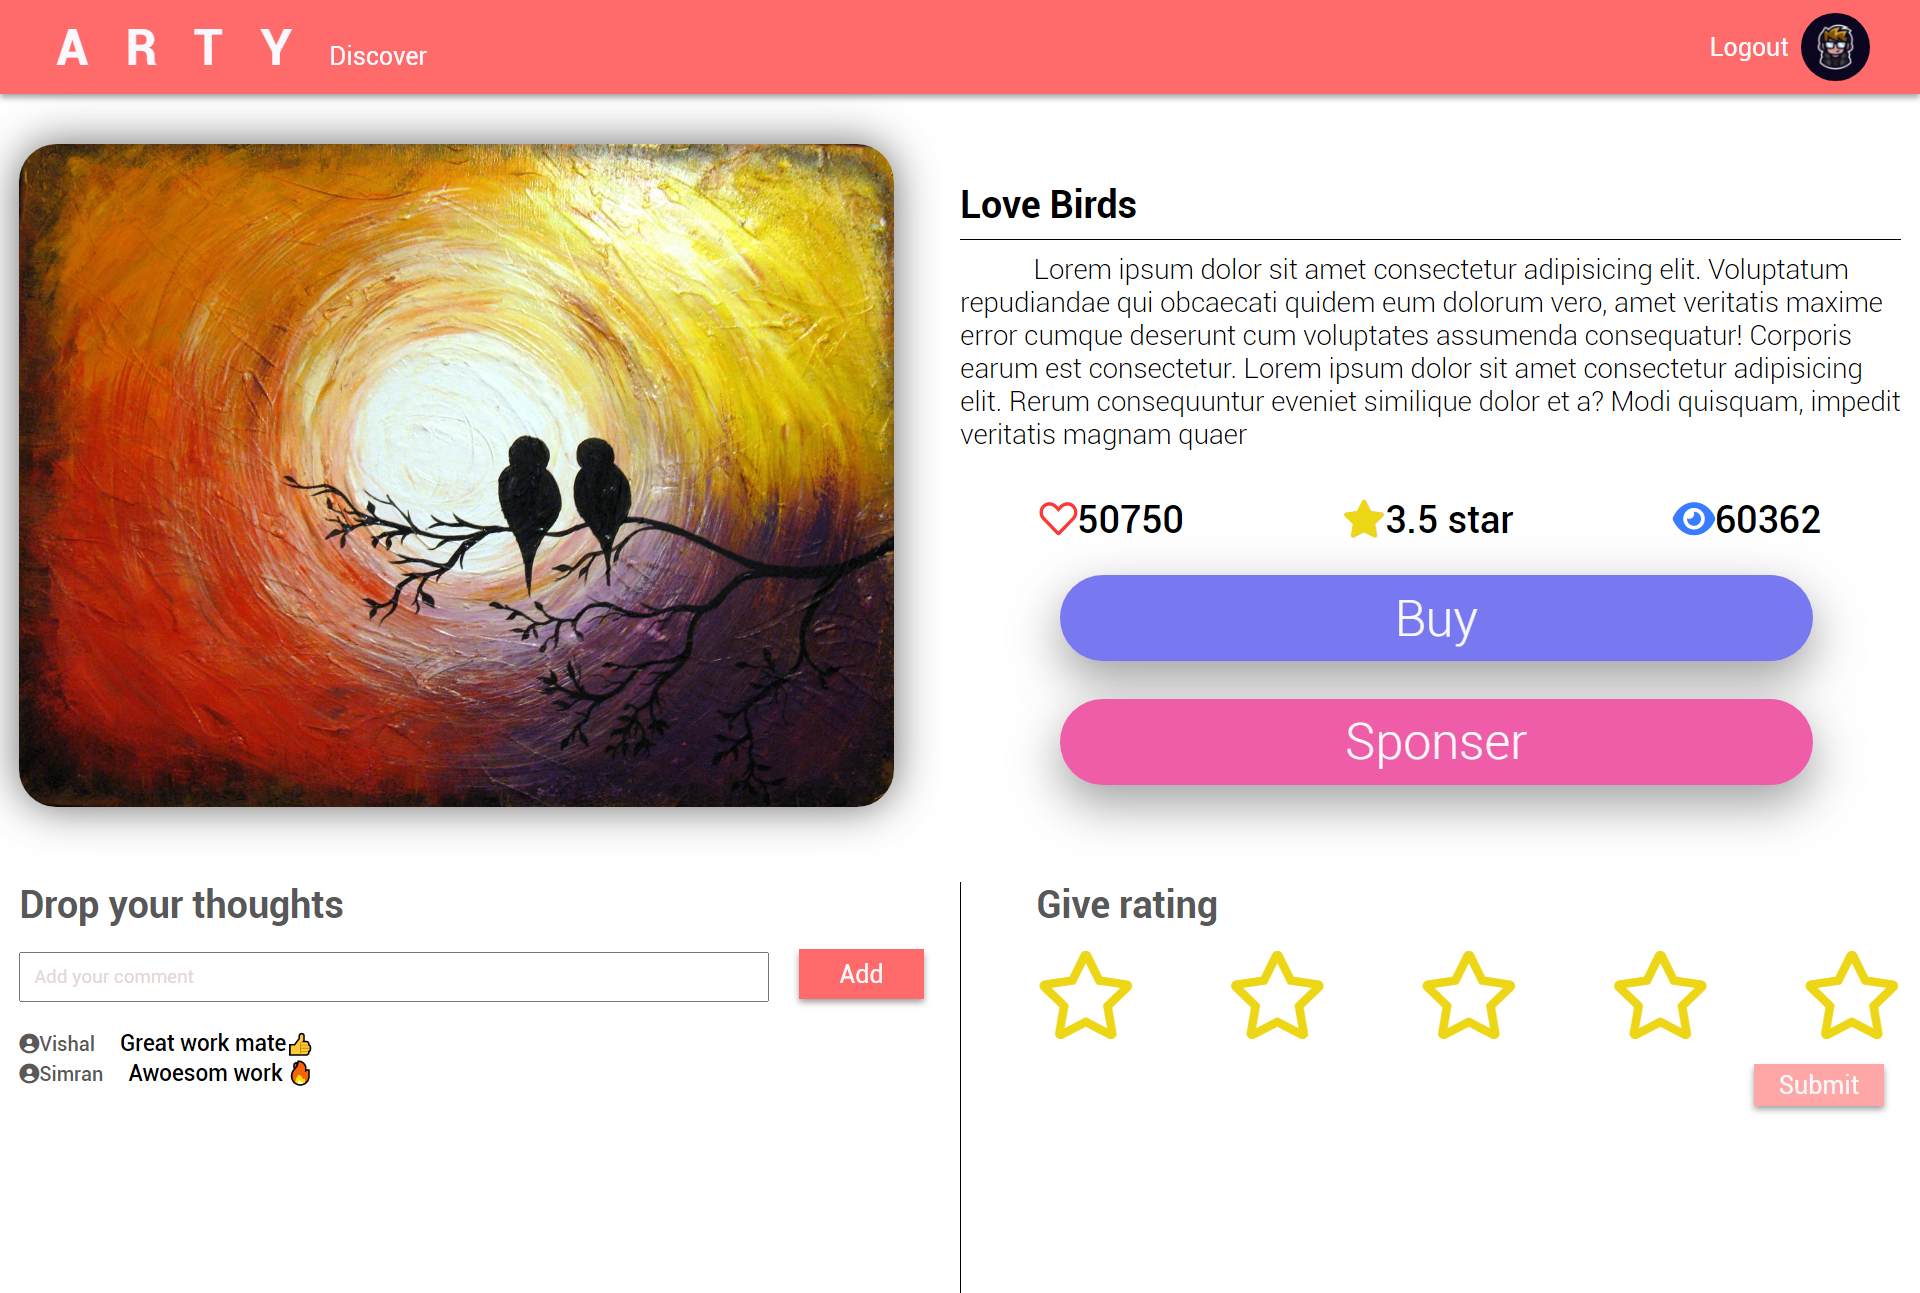 ARTY Discover Logout
Love Birds
Lorem ipsum dolor sit amet consectetur adipisicing elit. Voluptatum
repudiandae qui obcaecati quidem eum dolorum vero, amet veritatis maxime
error cumque deserunt cum voluptates assumenda consequatur! Corporis
earum est consectetur. Lorem ipsum dolor sit amet consectetur adipisicing
elit. Rerum consequuntur eveniet similique dolor et a? Modi quisquam, impedit
veritatis magnam quaer
50750 3.5 star 60362
Buy
Sponser
Drop your thoughts
Add your comment Add
Vishal Great work mate👍
Simran Awoesom work 🔥
Give rating
Submit